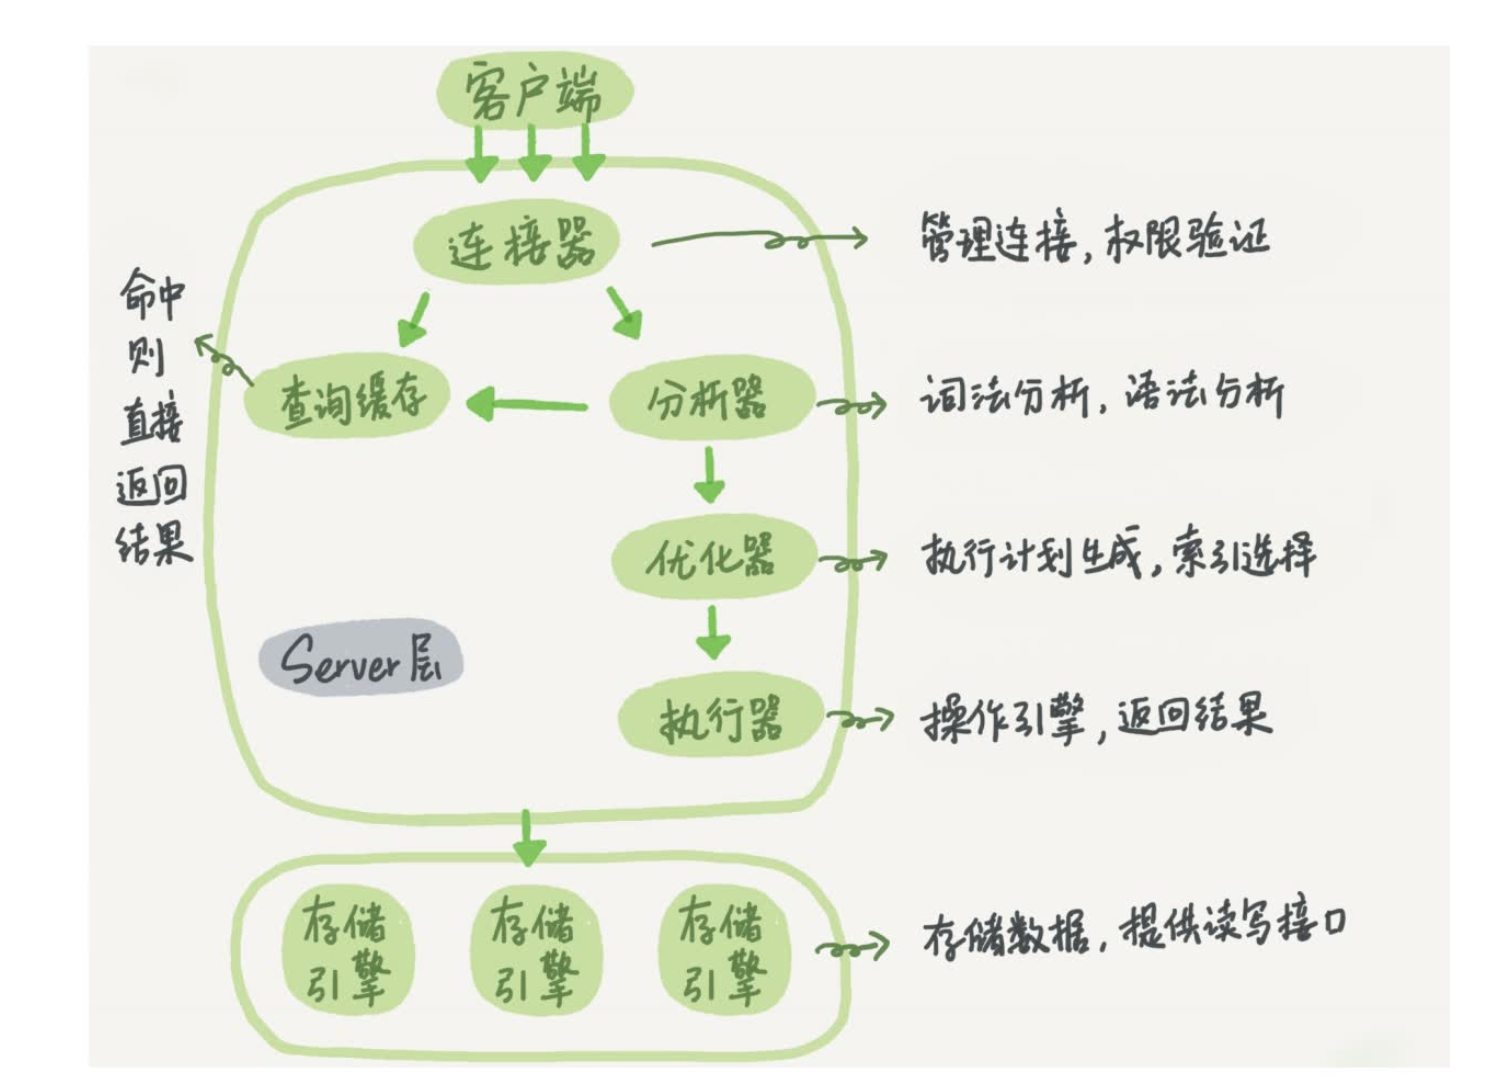 客户端
连接器
管理连接，权限验证
命中
则
直接
返回
结果
查询缓存
分析器
词法分析，语法分析
优化器
执行计划生成，索引选择
Server层
执行器
操作引擎，返回结果
存储
引擎
存储
引擎
存储
引擎
存储数据，提供读写接口